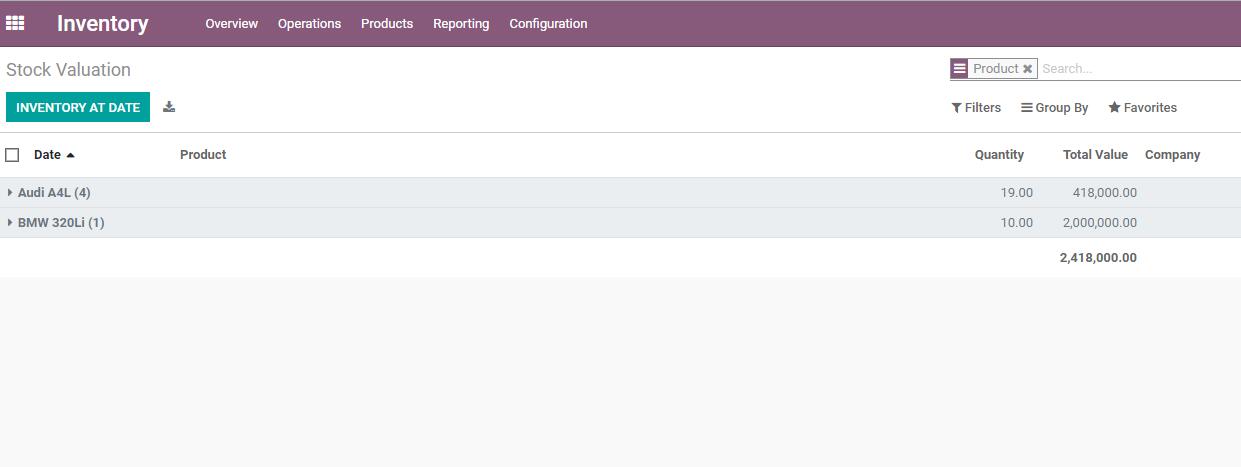 Inventory Overview Operations Products Reporting Configuration
Stock Valuation Product Search...
INVENTORY AT DATE Filters Group By Favorites
Date Product Quantity Total Value Company
Audi A4L (4) 19.00 418,000.00
BMW 320Li (1) 10.00 2,000,000.00
2,418,000.00